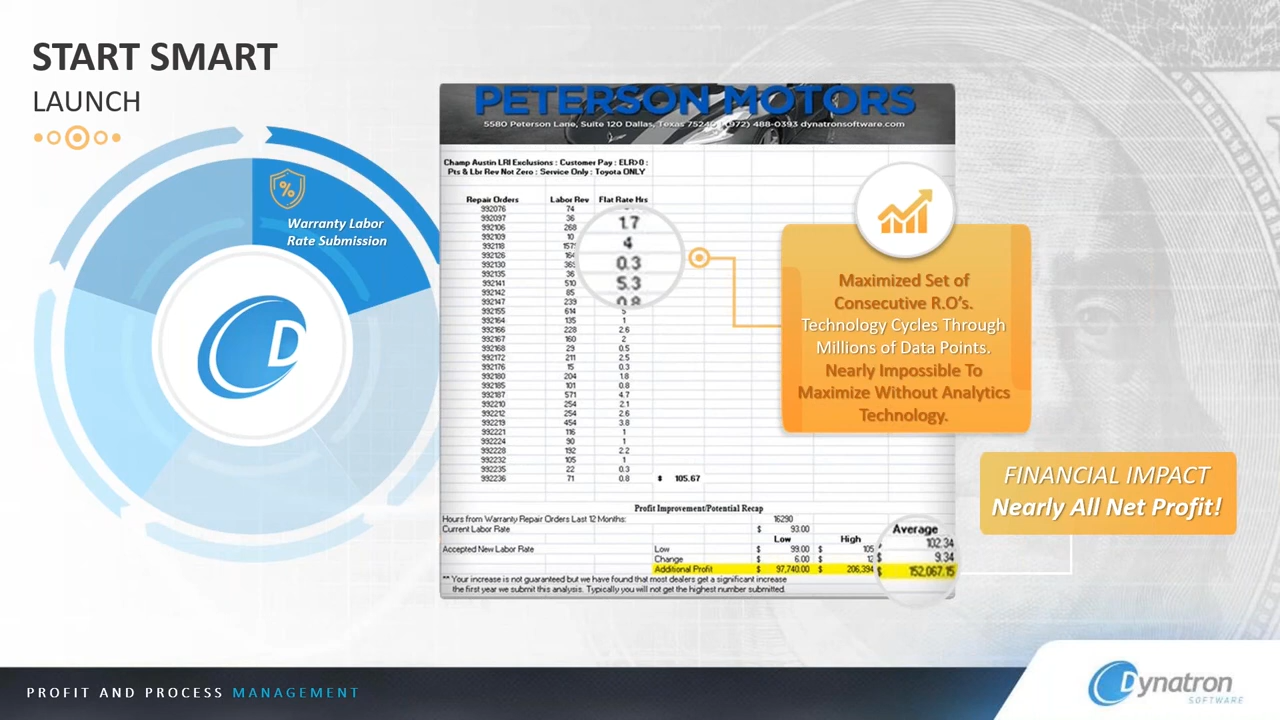 START SMART
LAUNCH
%
Warranty Labor
Rate Submission
D
PETERSON MOTORS
5580 Peterson Lane, Suite 120 Dallas, Texas (972) 488-0393 dynatronsoftware.com
Champ Austin LRI Exclusions : Customer Pay : ELR>0 :
Pts & Lbr Rev Not Zero : Service Only : Toyota ONLY
Repair Orders Labor Rev Flat Rate Hrs
992076 74
992097 36 1.7
992106 268 4
992109 10 0.3
992118 5.3
992126 0.8
992130
992135 36
992141 510
992142 85
992147 239
992155 614 5
992164 135 1
992166 228 2.6
992167 160 2
992168 29 0.5
992172 211 2.5
992176 15 0.3
992180 204 1.8
992185 101 0.8
992187 571 4.7
992210 254 2.1
992212 254 2.6
992219 454 3.8
992221 116 1
992224 90 1
992228 192 2.2
992232 105 1
992235 22 0.3
992236 71 0.8 $ 105.67
Profit Improvement/Potential Recap
Hours from Warranty Repair Orders Last 12 Months: 16290
Current Labor Rate $ 93.00
Low High Average
Accepted New Labor Rate Low $ 99.00 $ 105 102.34
Change $ 6.00 $ 9.34
Additional Profit $ 97,740.00 $ 206,394 $ 152,067.15
** Your increase is not guaranteed but we have found that most dealers get a significant increase
the first year we submit this analysis. Typically you will not get the highest number submitted.
Maximized Set of
Consecutive R.O's.
Technology Cycles Through
Millions of Data Points.
Nearly Impossible To
Maximize Without Analytics
Technology.
FINANCIAL IMPACT
Nearly All Net Profit!
PROFIT AND PROCESS MANAGEMENT
Dynatron
SOFTWARE